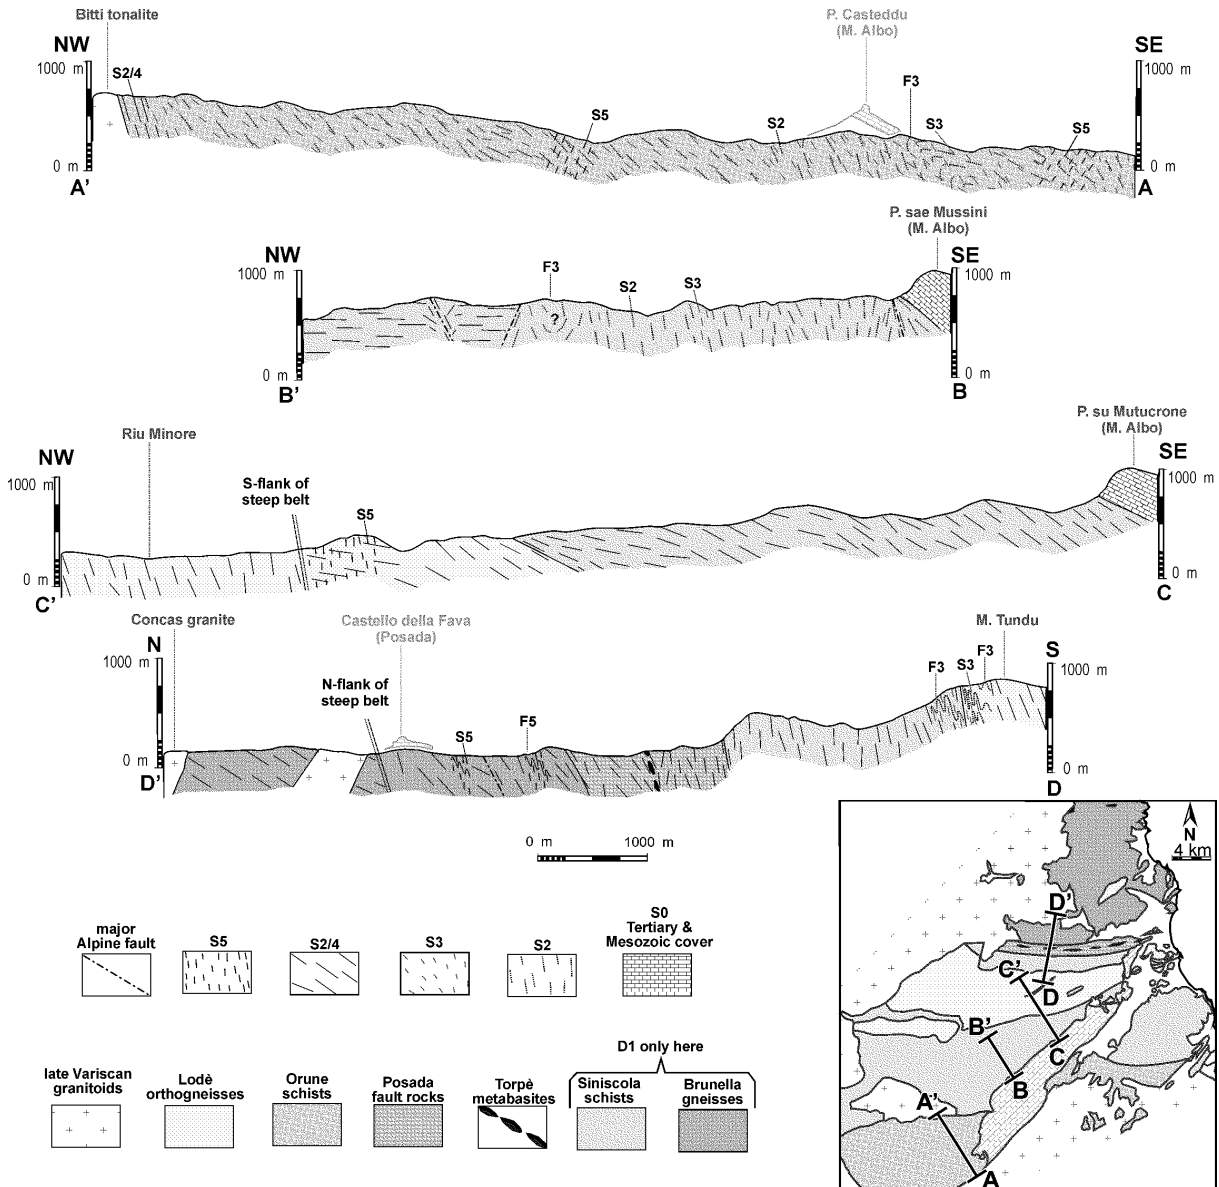 Bitti tonalite
P. Casteddu
(M. Albo)
NW
SE
1000 m
1000 m
S2/4
F3
S5
S2
S3
S5
0 m
0 m
A'
A
P. sae Mussini
(M. Albo)
NW
SE
1000 m
1000 m
F3
S2
S3
?
0 m
0 m
B'
B
P. su Mutucrone
(M. Albo)
Riu Minore
NW
SE
1000 m
1000 m
S-flank of
steep belt
S5
0 m
0 m
C'
C
Concas granite
Castello della Fava
(Posada)
M. Tundu
N
S
1000 m
1000 m
N-flank of
steep belt
F3
S3
F3
S5
F5
0 m
0 m
D'
D
0 m
1000 m
N
4 km
D'
C'
D
B'
C
B
A'
A
major
Alpine fault
S5
S2/4
S3
S2
S0
Tertiary &
Mesozoic cover
D1 only here
late Variscan
granitoids
Lodè
orthogneisses
Orune
schists
Posada
fault rocks
Torpè
metabasites
Siniscola
schists
Brunella
gneisses